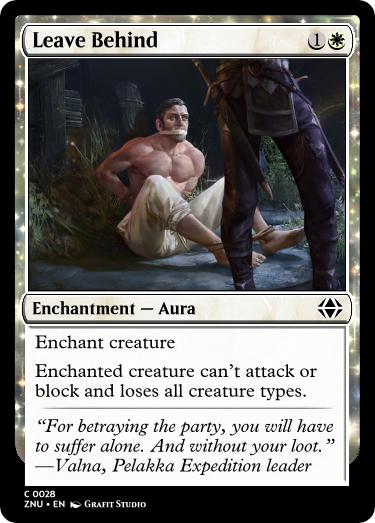 Leave Behind 1
Enchantment — Aura
Enchant creature
Enchanted creature can't attack or
block and loses all creature types.
“For betraying the party, you will have
to suffer alone. And without your loot.”
—Valna, Pelakka Expedition leader
C 0028
ZNU • EN Grafit Studio